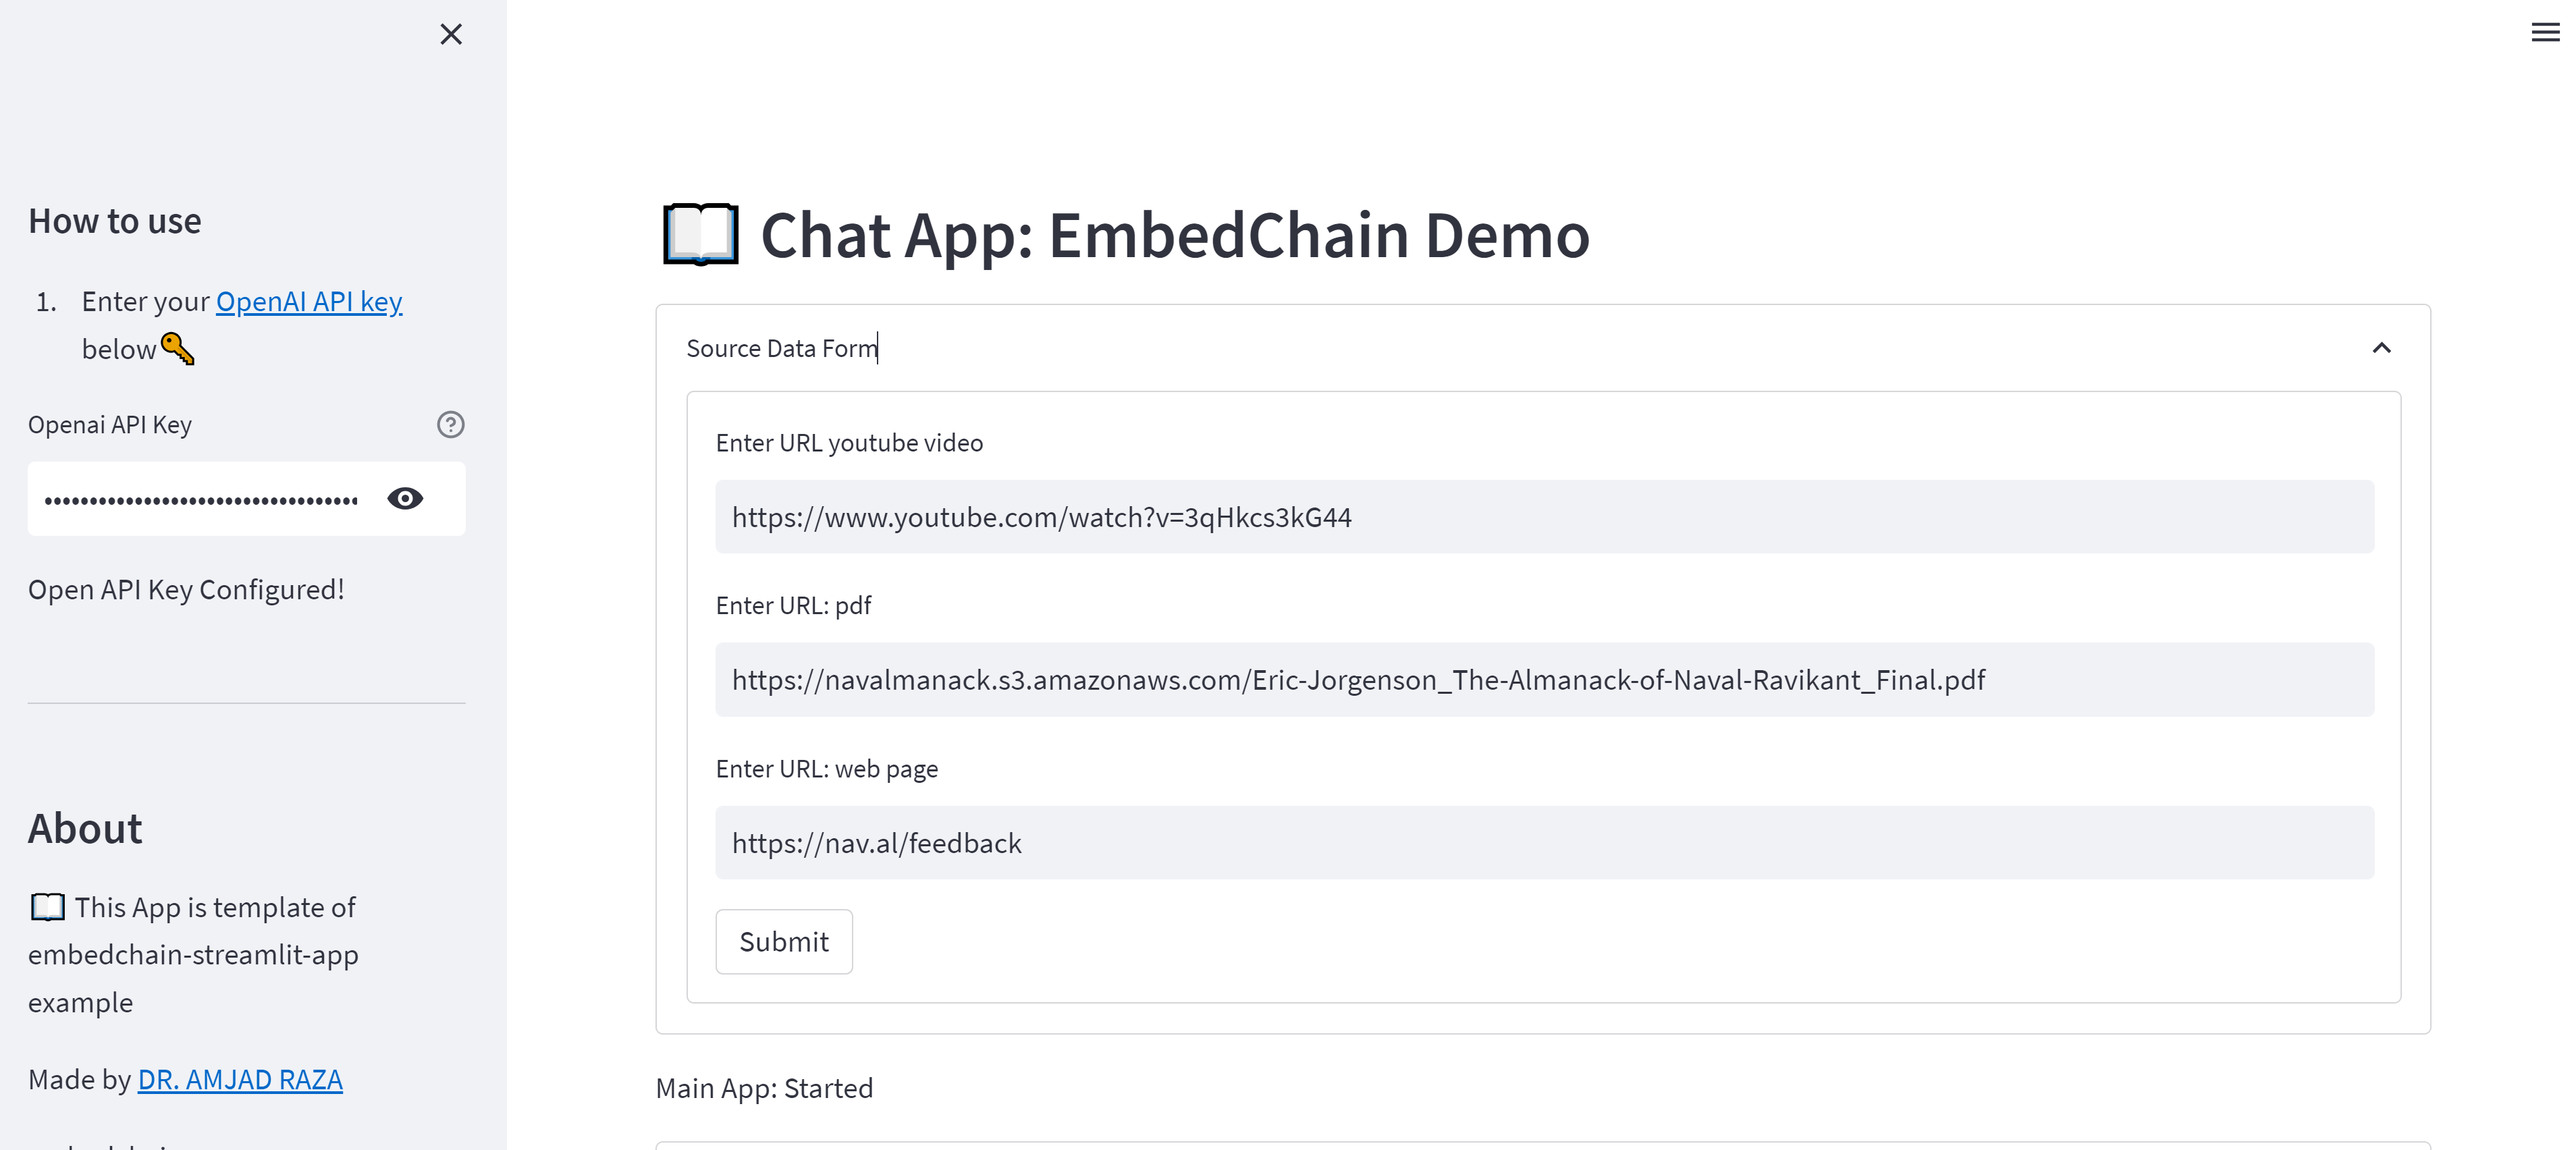 How to use
1. Enter your OpenAI API key
below
Openai API Key
Open API Key Configured!
About
This App is template of
embedchain-streamlit-app
example
Made by DR. AMJAD RAZA
Chat App: EmbedChain Demo
Source Data Form
Enter URL youtube video
https://www.youtube.com/watch?v=3qHkcs3kG44
Enter URL: pdf
https://navalmanack.s3.amazonaws.com/Eric-Jorgenson_The-Almanack-of-Naval-Ravikant_Final.pdf
Enter URL: web page
https://nav.al/feedback
Submit
Main App: Started